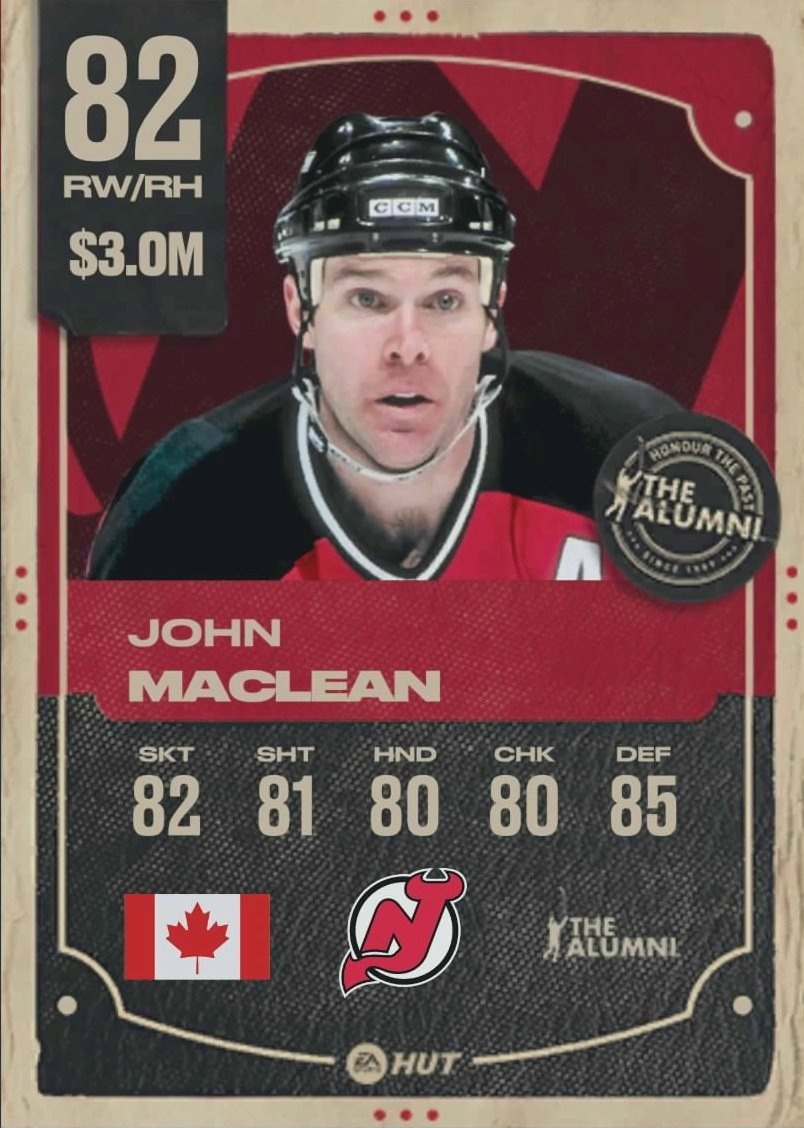 82
RW/RH
$3.0M
CCM
A
HONOUR THE PAST
THE
ALUMNI
JOHN
MACLEAN
SKT SHT HND CHK DEF
82 81 80 80 85
THE
ALUMNI
EA HUT